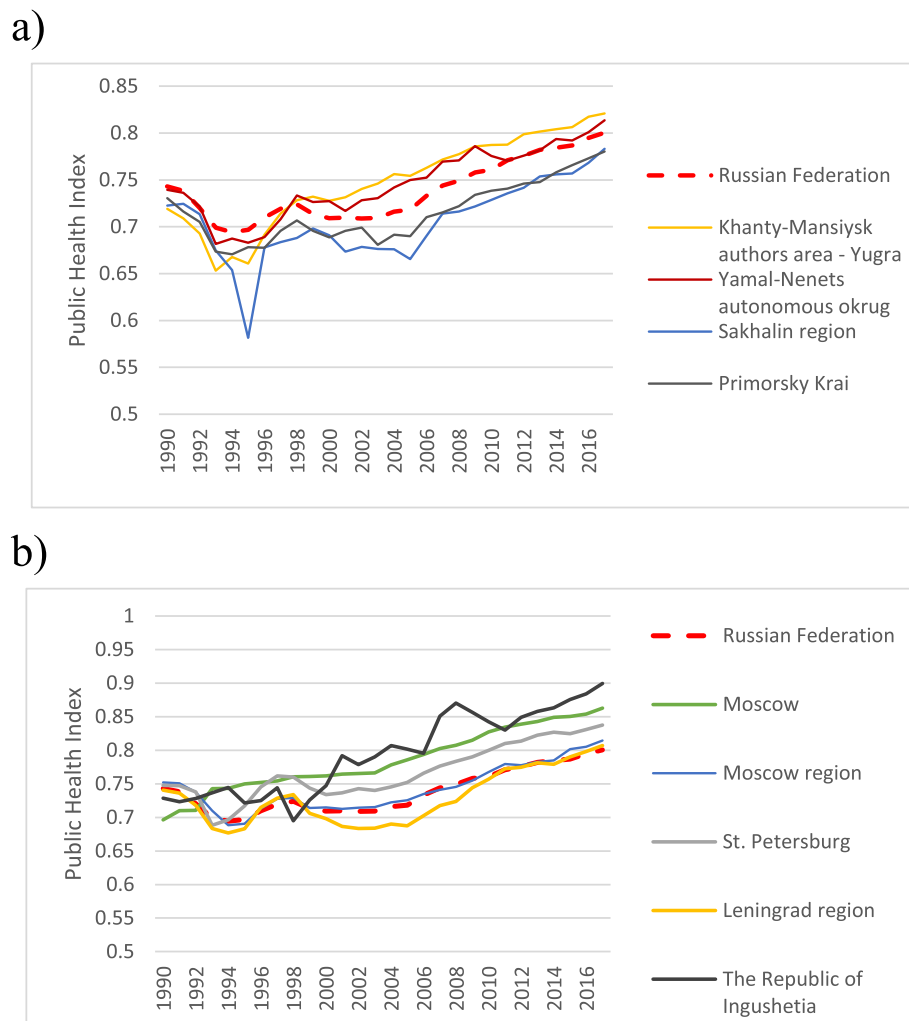 a)
0.85
0.8
0.75
0.7
0.65
0.6
0.55
0.5
Public Health Index
1990
1992
1994
1996
1998
2000
2002
2004
2006
2008
2010
2012
2014
2016
Russian Federation
Khanty-Mansiysk
authors area - Yugra
Yamal-Nenets
autonomous okrug
Sakhalin region
Primorsky Krai
b)
1
0.95
0.9
0.85
0.8
0.75
0.7
0.65
0.6
0.55
0.5
Public Health Index
1990
1992
1994
1996
1998
2000
2002
2004
2006
2008
2010
2012
2014
2016
Russian Federation
Moscow
Moscow region
St. Petersburg
Leningrad region
The Republic of
Ingushetia